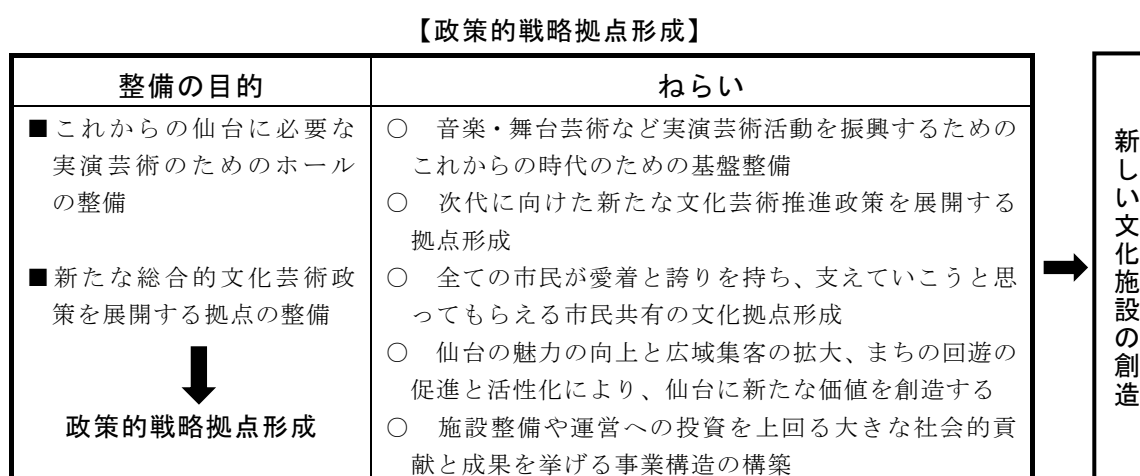 【政策的戦略拠点形成】
整備の目的
■これからの仙台に必要な
実演芸術のためのホール
の整備
■新たな総合的文化芸術政
策を展開する拠点の整備
政策的戦略拠点形成
ねらい
○　音楽・舞台芸術など実演芸術活動を振興するための
これからの時代のための基盤整備
○　次代に向けた新たな文化芸術推進政策を展開する
拠点形成
○　全ての市民が愛着と誇りを持ち、支えていこうと思
ってもらえる市民共有の文化拠点形成
○　仙台の魅力の向上と広域集客の拡大、まちの回遊の
促進と活性化により、仙台に新たな価値を創造する
○　施設整備や運営への投資を上回る大きな社会的貢
献と成果を挙げる事業構造の構築
新しい文化施設の創造